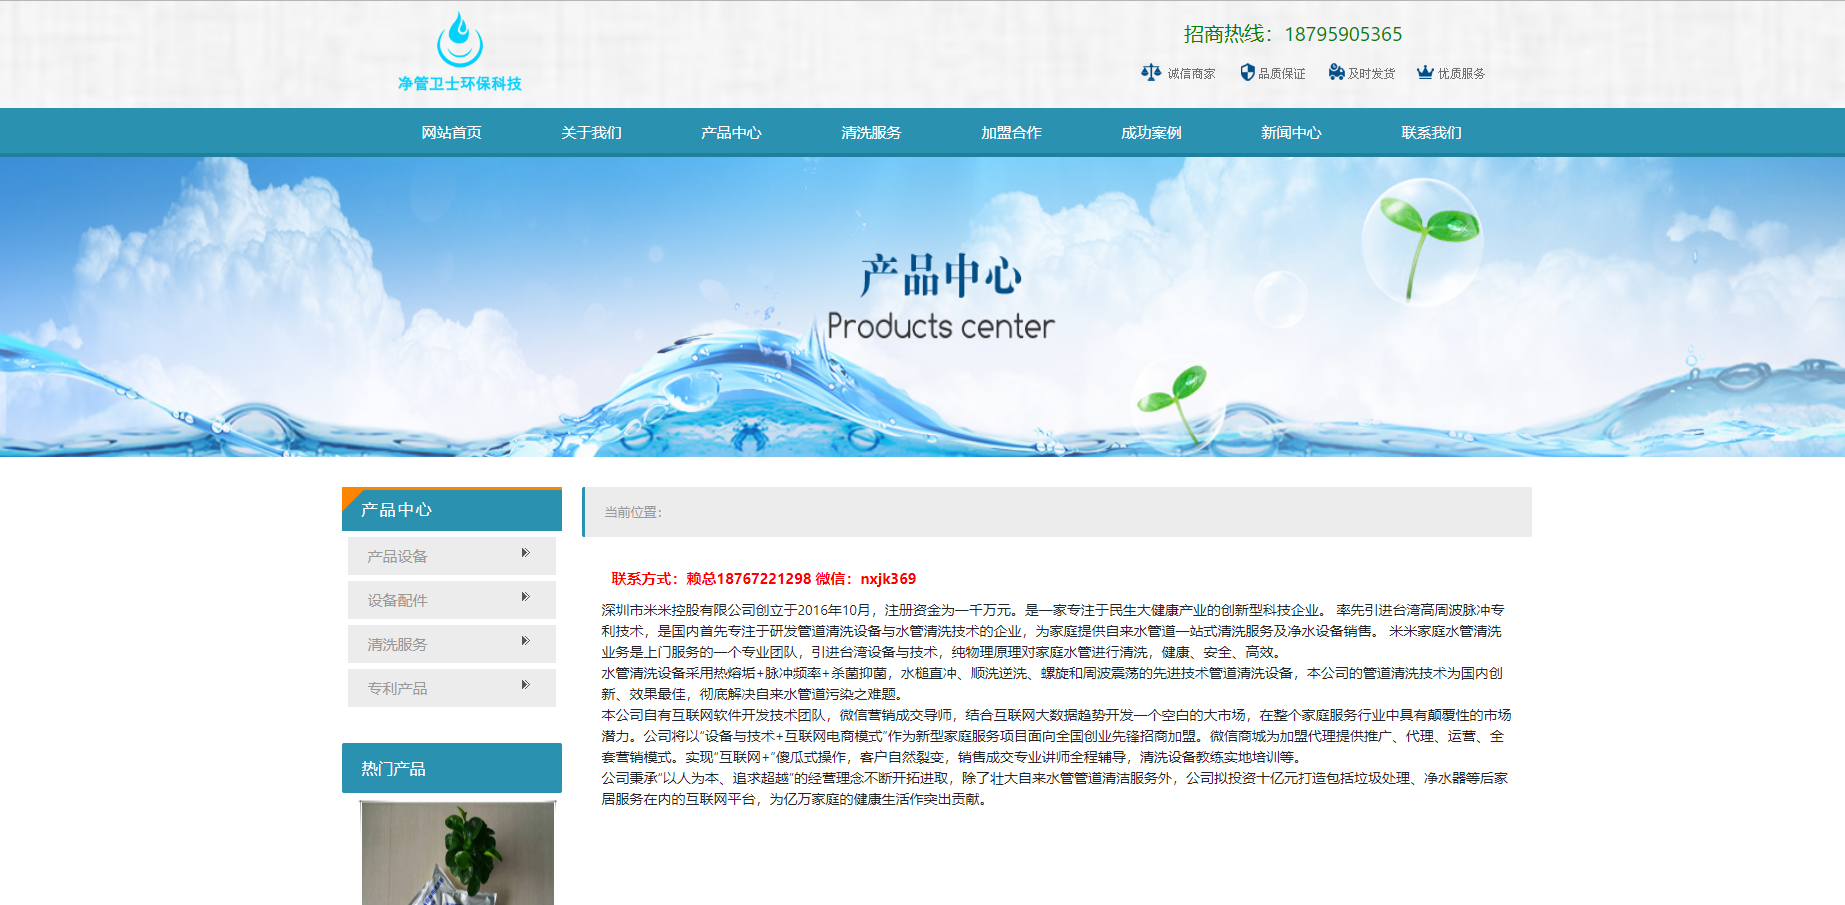 净管卫士环保科技
招商热线：18795905365
诚信商家 品质保证 及时发货 优质服务
网站首页 关于我们 产品中心 清洗服务 加盟合作 成功案例 新闻中心 联系我们
产品中心
Products center
产品中心
产品设备
设备配件
清洗服务
专利产品
热门产品
当前位置：
联系方式：赖总18767221298 微信：nxjk369
深圳市米米控股有限公司创立于2016年10月，注册资金为一千万元。是一家专注于民生大健康产业的创新型科技企业。 率先引进台湾高周波脉冲专
利技术，是国内首先专注于研发管道清洗设备与水管清洗技术的企业，为家庭提供自来水管道一站式清洗服务及净水设备销售。 米米家庭水管清洗
业务是上门服务的一个专业团队，引进台湾设备与技术，纯物理原理对家庭水管进行清洗，健康、安全、高效。
水管清洗设备采用热熔垢+脉冲频率+杀菌抑菌，水槌直冲、顺洗逆洗、螺旋和周波震荡的先进技术管道清洗设备，本公司的管道清洗技术为国内创
新、效果最佳，彻底解决自来水管道污染之难题。
本公司自有互联网软件开发技术团队，微信营销成交导师，结合互联网大数据趋势开发一个空白的大市场，在整个家庭服务行业中具有颠覆性的市场
潜力。公司将以“设备与技术+互联网电商模式”作为新型家庭服务项目面向全国创业先锋招商加盟。微信商城为加盟代理提供推广、代理、运营、全
套营销模式。实现“互联网+”傻瓜式操作，客户自然裂变，销售成交专业讲师全程辅导，清洗设备教练实地培训等。
公司秉承“以人为本、追求超越”的经营理念不断开拓进取，除了壮大自来水管管道清洁服务外，公司拟投资十亿元打造包括垃圾处理、净水器等后家
居服务在内的互联网平台，为亿万家庭的健康生活作突出贡献。